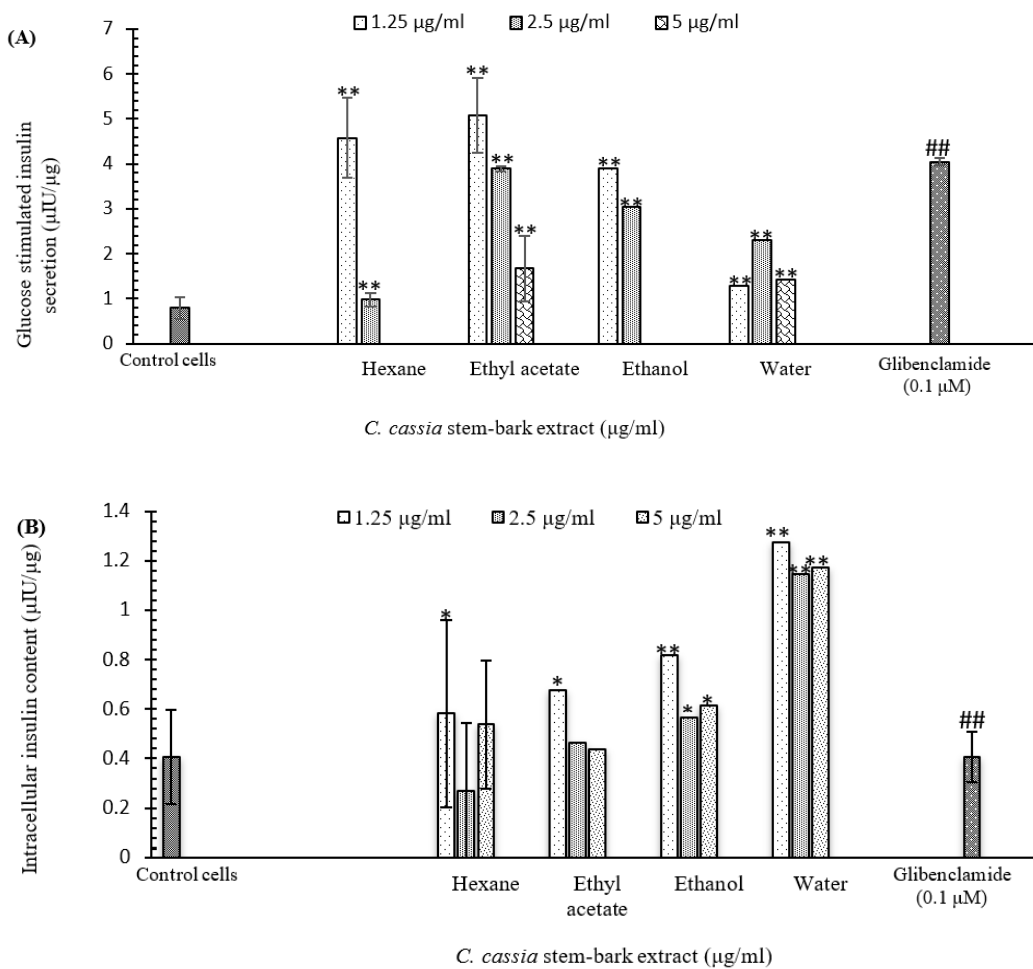 (A)
7
6
5
4
3
2
1
0
Glucose stimulated insulin
secretion (µIU/µg)
1.25 µg/ml 2.5 µg/ml 5 µg/ml
** ** ** ** ** ** ** ** ** ** ##
Control cells Hexane Ethyl acetate Ethanol Water Glibenclamide
(0.1 µM)
C. cassia stem-bark extract (µg/ml)
(B)
1.4
1.2
1
0.8
0.6
0.4
0.2
0
Intracellular insulin content (µIU/µg)
1.25 µg/ml 2.5 µg/ml 5 µg/ml
* * ** * * ** ** ** ##
Control cells Hexane Ethyl Ethanol Water Glibenclamide
acetate (0.1 µM)
C. cassia stem-bark extract (µg/ml)